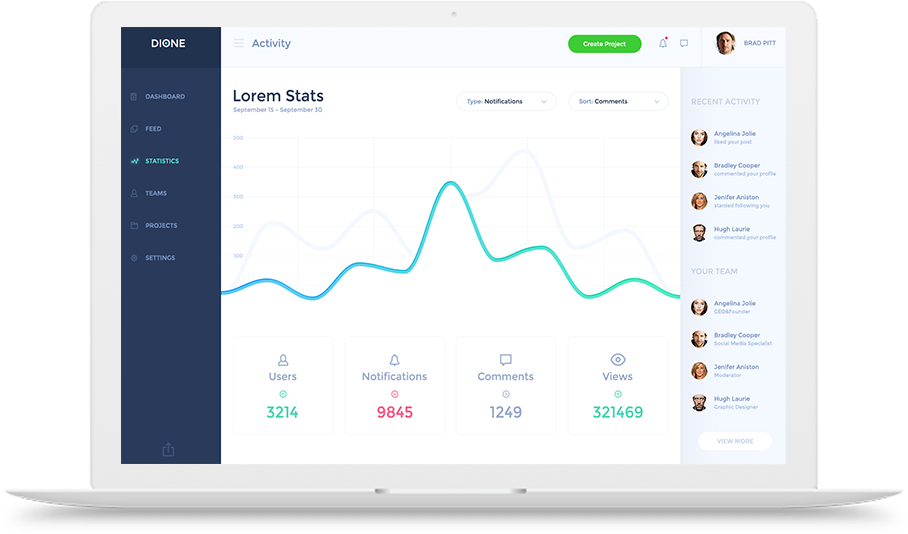 DIONE
DASHBOARD
FEED
STATISTICS
TEAMS
PROJECTS
SETTINGS
Activity
Create Project
BRAD PITT
Lorem Stats
September 15 – September 30
Type: Notifications
Sort: Comments
500
400
300
200
100
Users
3214
Notifications
9845
Comments
1249
Views
321469
RECENT ACTIVITY
Angelina Jolie
liked your post
Bradley Cooper
commented your profile
Jenifer Aniston
started following you
Hugh Laurie
commented your profile
YOUR TEAM
Angelina Jolie
CEO&Founder
Bradley Cooper
Social Media Specialist
Jenifer Aniston
Moderator
Hugh Laurie
Graphic Designer
VIEW MORE